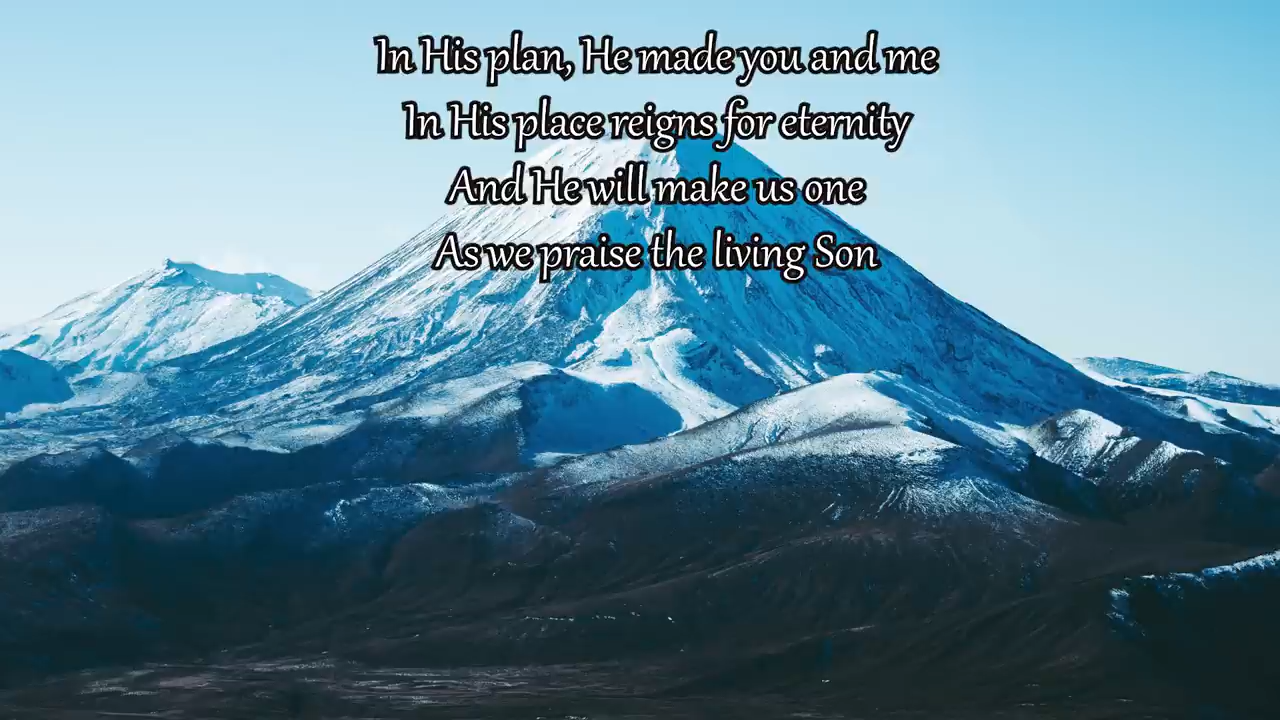 In His plan, He made you and me
In His place reigns for eternity
And He will make us one
As we praise the living Son